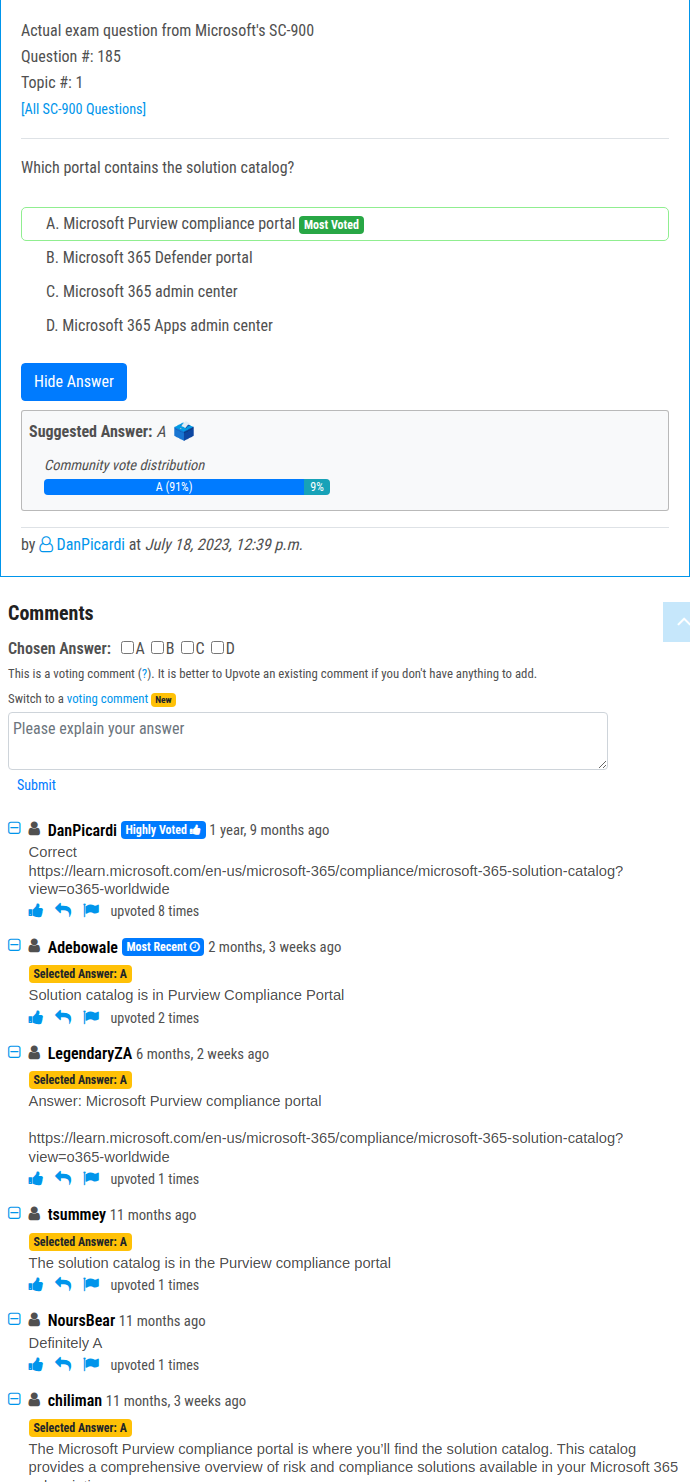 Actual exam question from Microsoft's SC-900
Question #: 185
Topic #: 1
[All SC-900 Questions]
Which portal contains the solution catalog?
A. Microsoft Purview compliance portal Most Voted
B. Microsoft 365 Defender portal
C. Microsoft 365 admin center
D. Microsoft 365 Apps admin center
Hide Answer
Suggested Answer: A
Community vote distribution
A (91%) 9%
by DanPicardi at July 18, 2023, 12:39 p.m.
Comments
Chosen Answer: A B C D
This is a voting comment (?). It is better to Upvote an existing comment if you don't have anything to add.
Switch to a voting comment New
Please explain your answer
Submit
DanPicardi Highly Voted 1 year, 9 months ago
Correct
https://learn.microsoft.com/en-us/microsoft-365/compliance/microsoft-365-solution-catalog?
view=o365-worldwide
upvoted 8 times
Adebowale Most Recent 2 months, 3 weeks ago
Selected Answer: A
Solution catalog is in Purview Compliance Portal
upvoted 2 times
LegendaryZA 6 months, 2 weeks ago
Selected Answer: A
Answer: Microsoft Purview compliance portal
https://learn.microsoft.com/en-us/microsoft-365/compliance/microsoft-365-solution-catalog?
view=o365-worldwide
upvoted 1 times
tsummey 11 months ago
Selected Answer: A
The solution catalog is in the Purview compliance portal
upvoted 1 times
NoursBear 11 months ago
Definitely A
upvoted 1 times
chiliman 11 months, 3 weeks ago
Selected Answer: A
The Microsoft Purview compliance portal is where you'll find the solution catalog. This catalog
provides a comprehensive overview of risk and compliance solutions available in your Microsoft 365